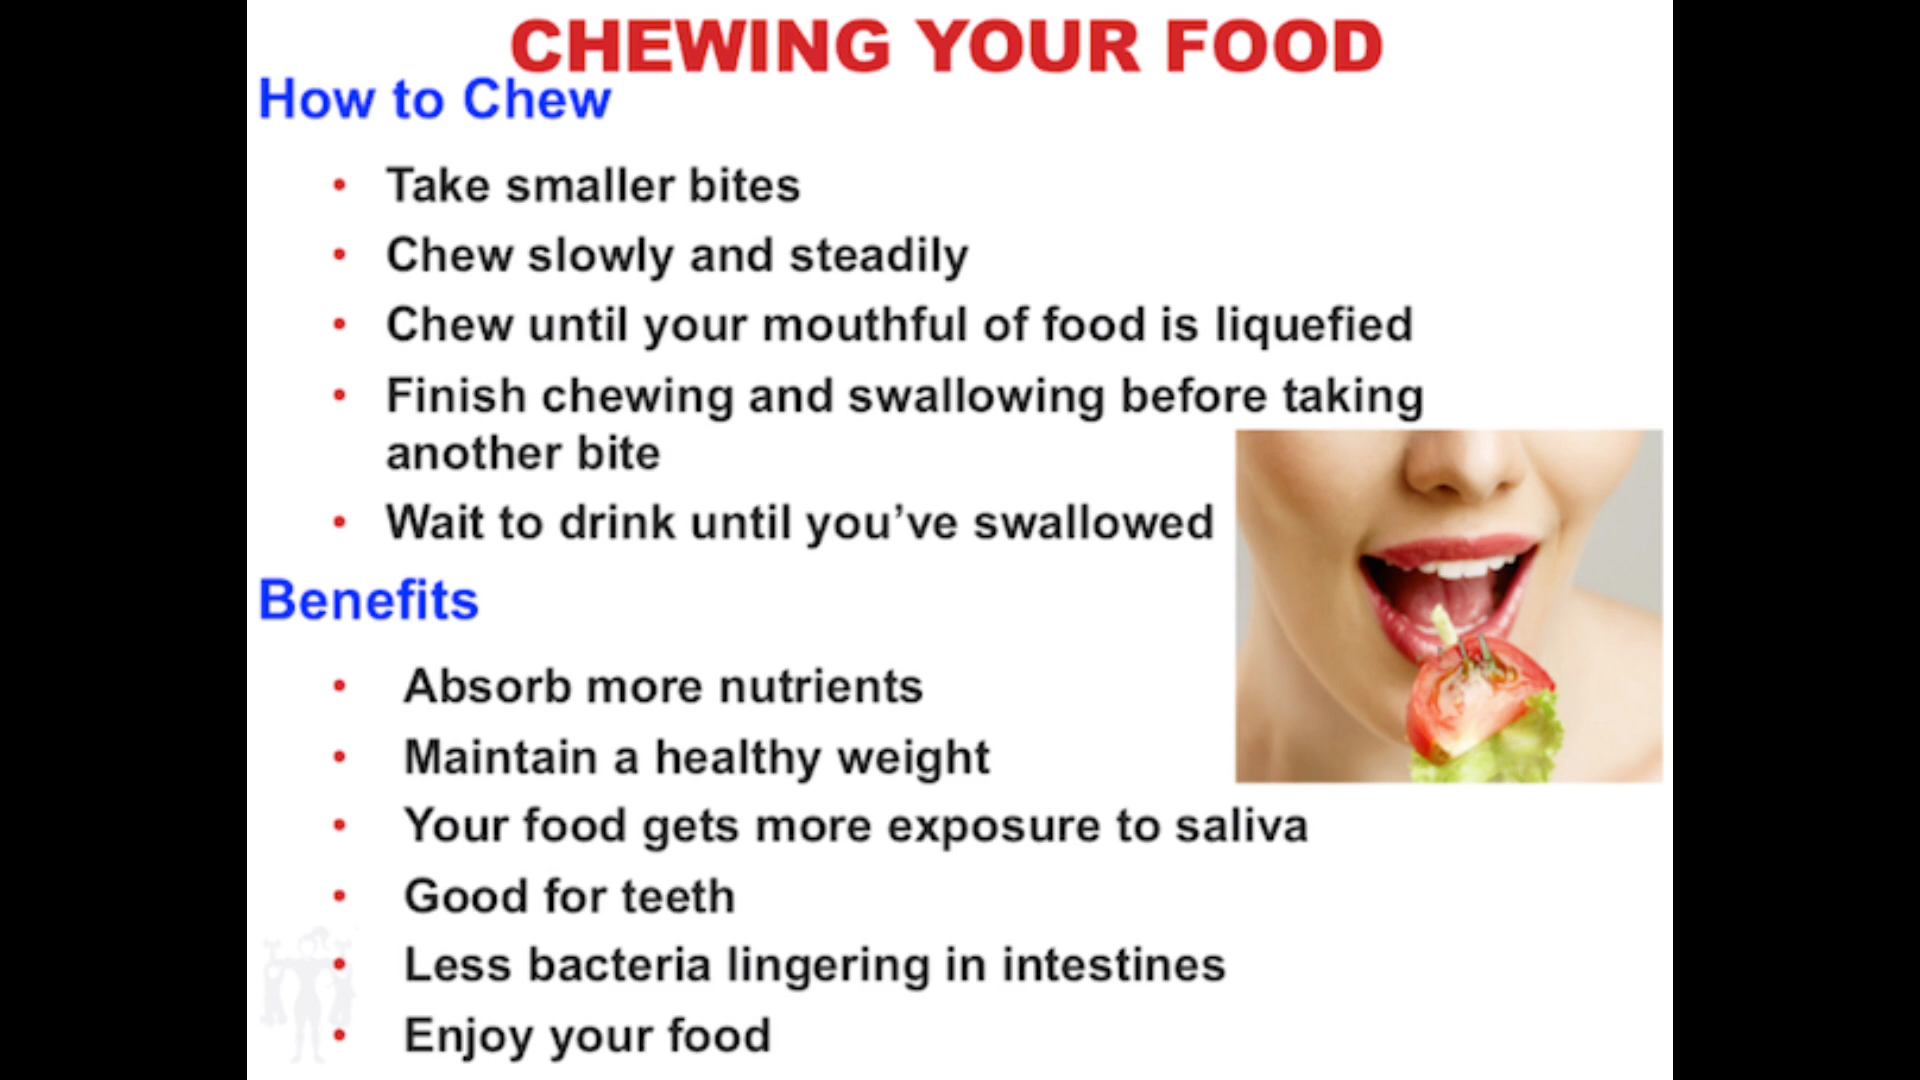 CHEWING YOUR FOOD
How to Chew
• Take smaller bites
• Chew slowly and steadily
• Chew until your mouthful of food is liquefied
• Finish chewing and swallowing before taking
another bite
• Wait to drink until you’ve swallowed
Benefits
• Absorb more nutrients
• Maintain a healthy weight
• Your food gets more exposure to saliva
• Good for teeth
• Less bacteria lingering in intestines
• Enjoy your food